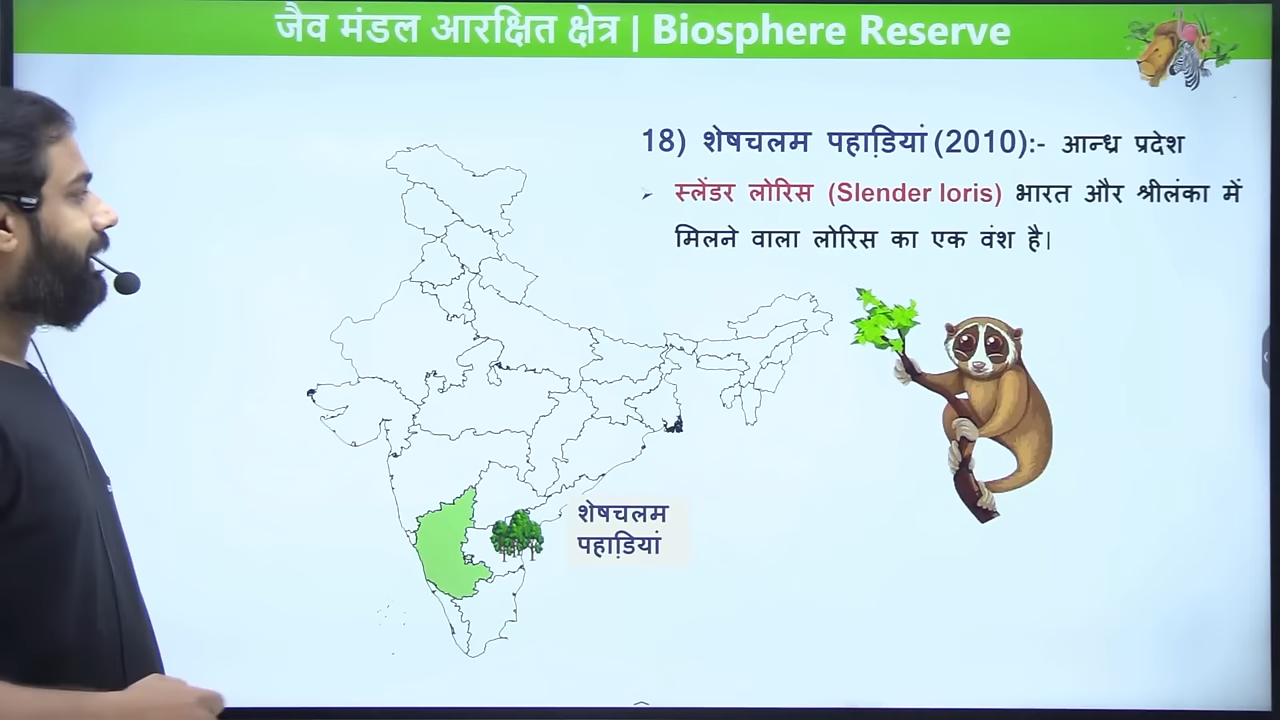 जैव मंडल आरक्षित क्षेत्र | Biosphere Reserve
18) शेषचलम पहाड़ियां (2010):- आन्ध्र प्रदेश
➢ स्लेंडर लोरिस (Slender loris) भारत और श्रीलंका में
मिलने वाला लोरिस का एक वंश है।
शेषचलम
पहाड़ियां